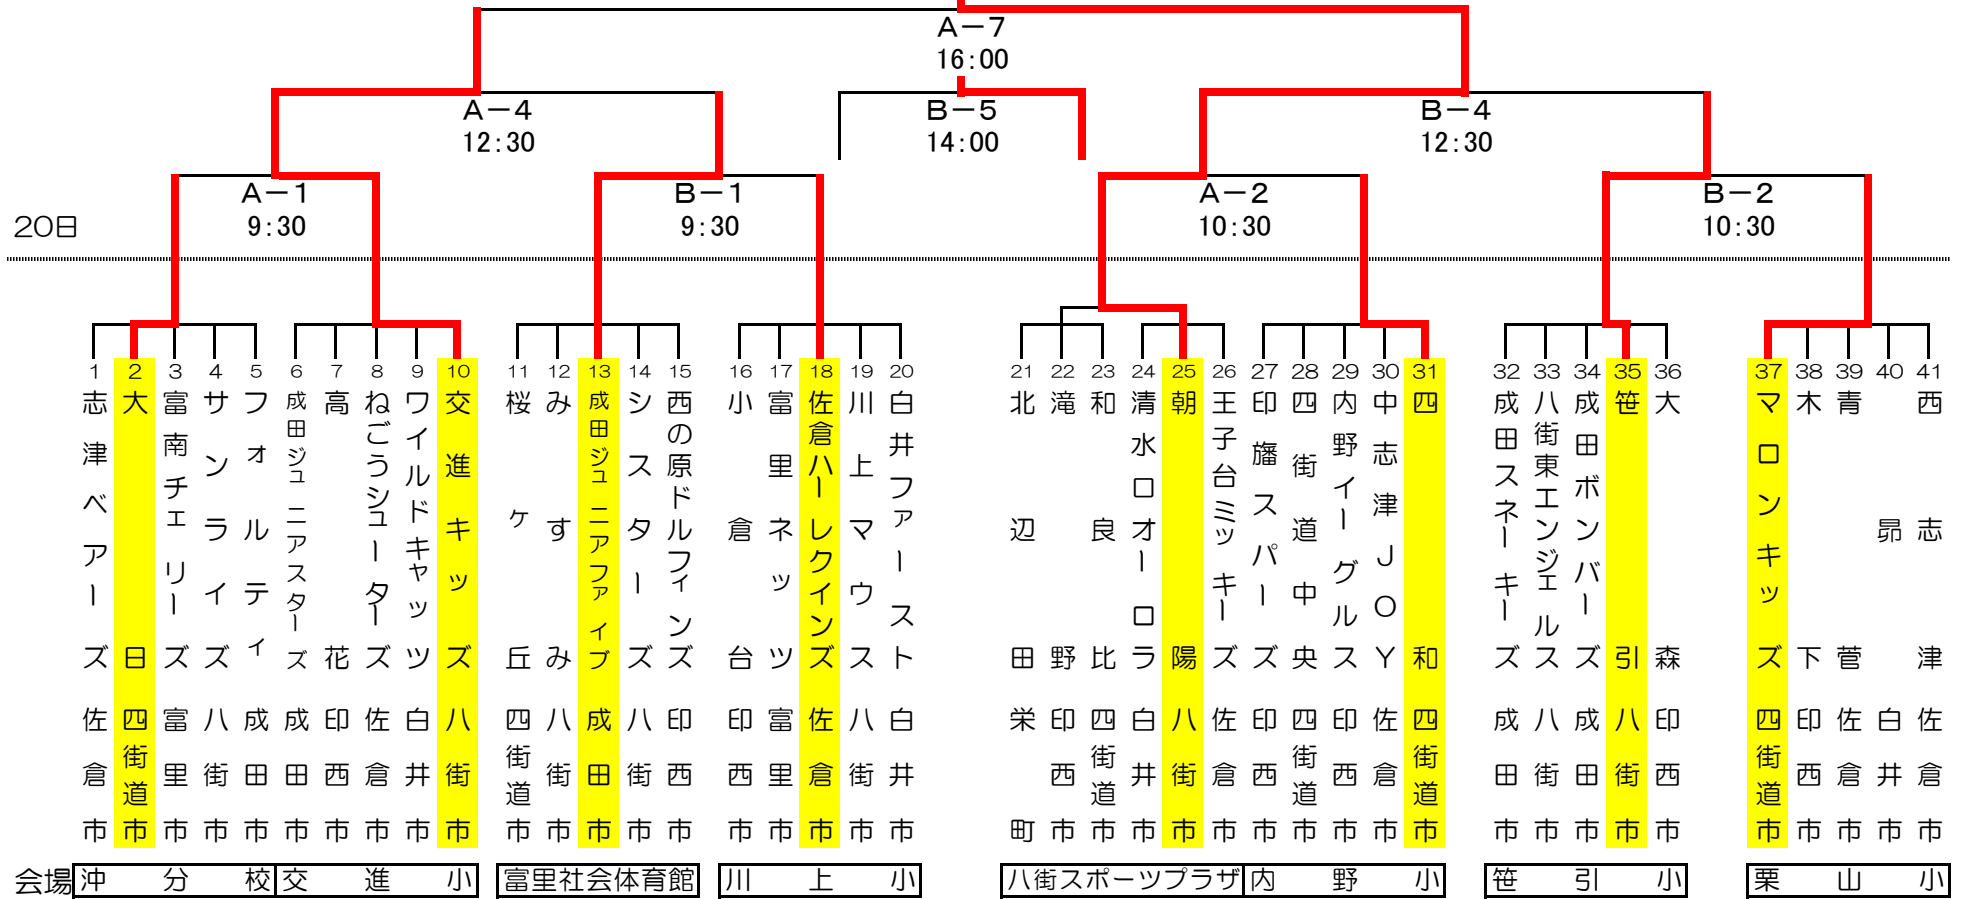 A－7
16:00
A－4
12:30
B－5
14:00
B－4
12:30
A－1
9:30
B－1
9:30
A－2
10:30
B－2
10:30
20日
1 志津ベアーズ 佐倉市
2 大日 四街道市
3 富南チェリーズ 富里市
4 サンライズ 八街市
5 フォルティ 成田市
6 成田ジュニアスターズ 成田市
7 高花 印西市
8 ねごうシューターズ 佐倉市
9 ワイルドキャッツ 白井市
10 交進キッズ 八街市
11 桜ヶ丘 四街道市
12 みすみ 八街市
13 成田ジュニアファイブ 成田市
14 シスターズ 八街市
15 西の原ドルフィンズ 印西市
16 小倉台 印西市
17 富里ネッツ 富里市
18 佐倉ハーレクインズ 佐倉市
19 川上マウス 八街市
20 白井ファースト 白井市
21 北辺田 栄町
22 滝野 印西市
23 和良比 四街道市
24 清水口オーロラ 白井市
25 朝陽 八街市
26 王子台ミッキーズ 佐倉市
27 印旛スパーズ 印西市
28 四街道中央 四街道市
29 内野イーグルス 印西市
30 中志津JOY 佐倉市
31 四和 四街道市
32 成田スネーキーズ 成田市
33 八街東エンジェルス 八街市
34 成田ボンバーズ 成田市
35 笹引 八街市
36 大森 印西市
37 マロンキッズ 四街道市
38 木下 印西市
39 青菅 佐倉市
40 昴 白井市
41 西志津 佐倉市
会場 沖分校 交進小 富里社会体育館 川上小 八街スポーツプラザ 内野小 笹引小 栗山小